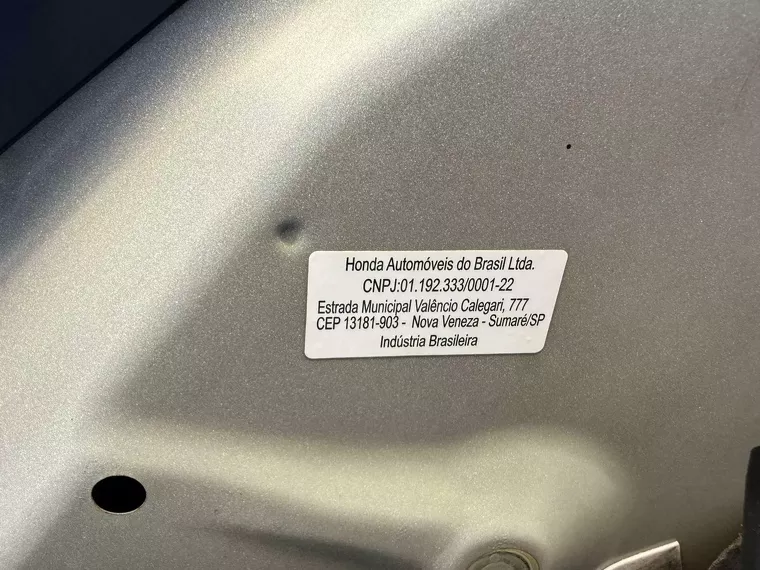 Honda Automóveis do Brasil Ltda.
CNPJ:01.192.333/0001-22
Estrada Municipal Valêncio Calegari, 777
CEP 13181-903 - Nova Veneza - Sumaré/SP
Indústria Brasileira